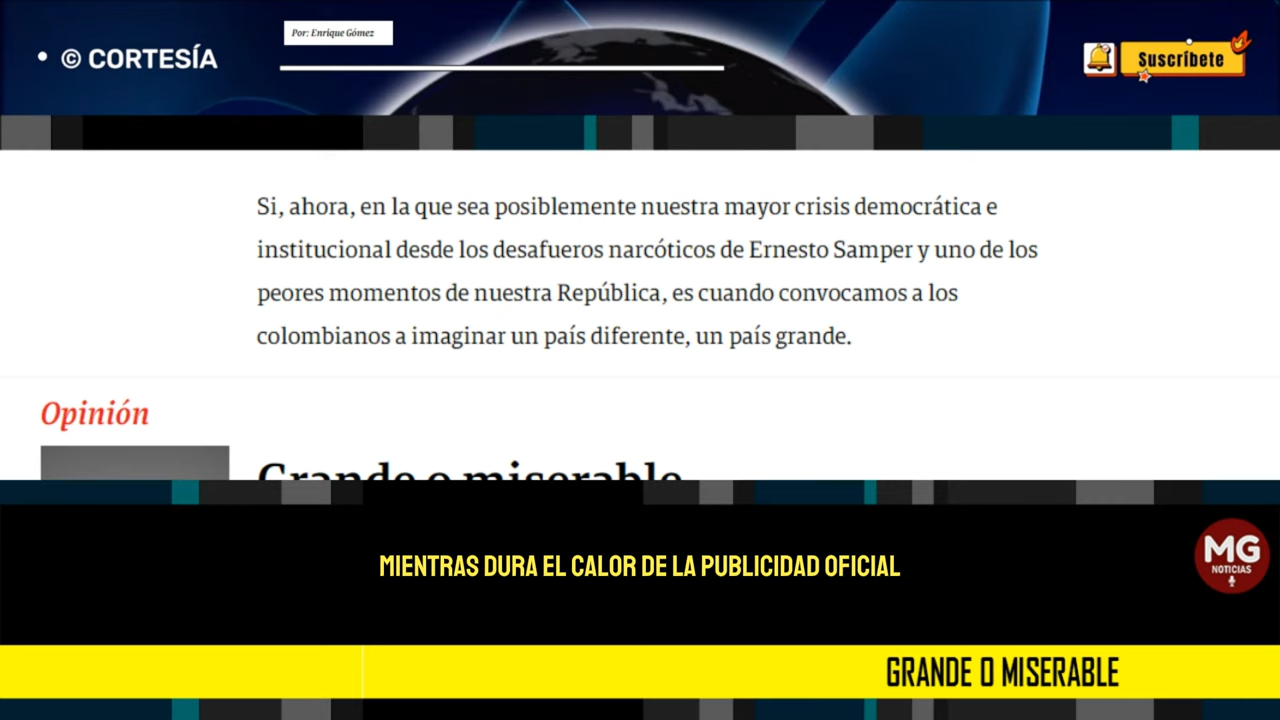 Por: Enrique Gómez
• © CORTESÍA
Suscríbete
Si, ahora, en la que sea posiblemente nuestra mayor crisis democrática e
institucional desde los desafueros narcóticos de Ernesto Samper y uno de los
peores momentos de nuestra República, es cuando convocamos a los
colombianos a imaginar un país diferente, un país grande.
Opinión
Grande o miserable
MIENTRAS DURA EL CALOR DE LA PUBLICIDAD OFICIAL
MG
NOTICIAS
GRANDE O MISERABLE